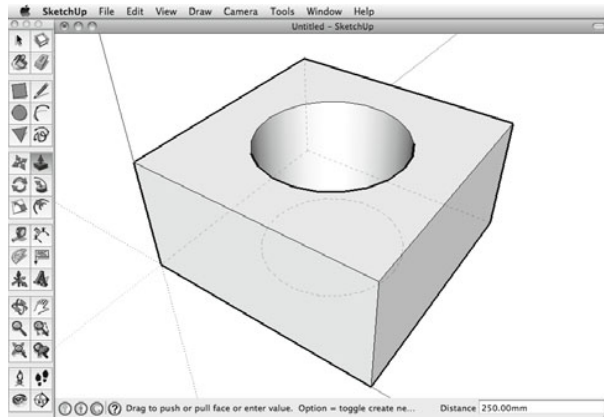 SketchUp File Edit View Draw Camera Tools Window Help
Untitled - SketchUp
Drag to push or pull face or enter value. Option = toggle create ne... Distance 250.00mm